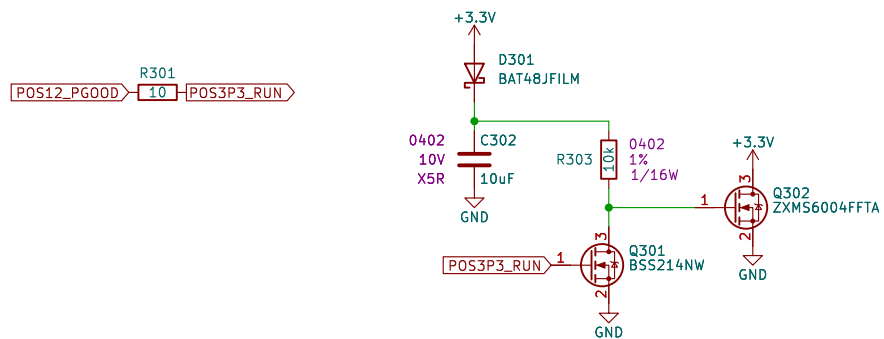 +3.3V
D301
BAT48JFILM
R301
POS12_PGOOD
10
POS3P3_RUN
0402
10V
X5R
C302
10uF
GND
R303
10k
0402
1%
1/16W
+3.3V
3
Q302
ZXMS6004FFTA
1
2
GND
3
Q301
BSS214NW
POS3P3_RUN
1
2
GND